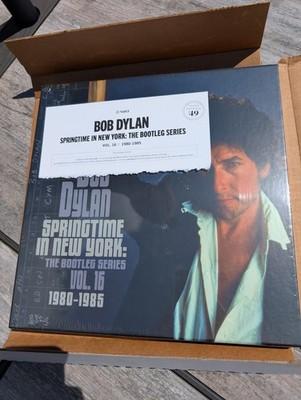 BOB DYLAN
SPRINGTIME IN NEW YORK: THE BOOTLEG SERIES
VOL. 16 / 1980-1985
49
BOB
DYLAN
SPRINGTIME
IN NEW YORK:
THE BOOTLEG SERIES
VOL. 16
1980-1985